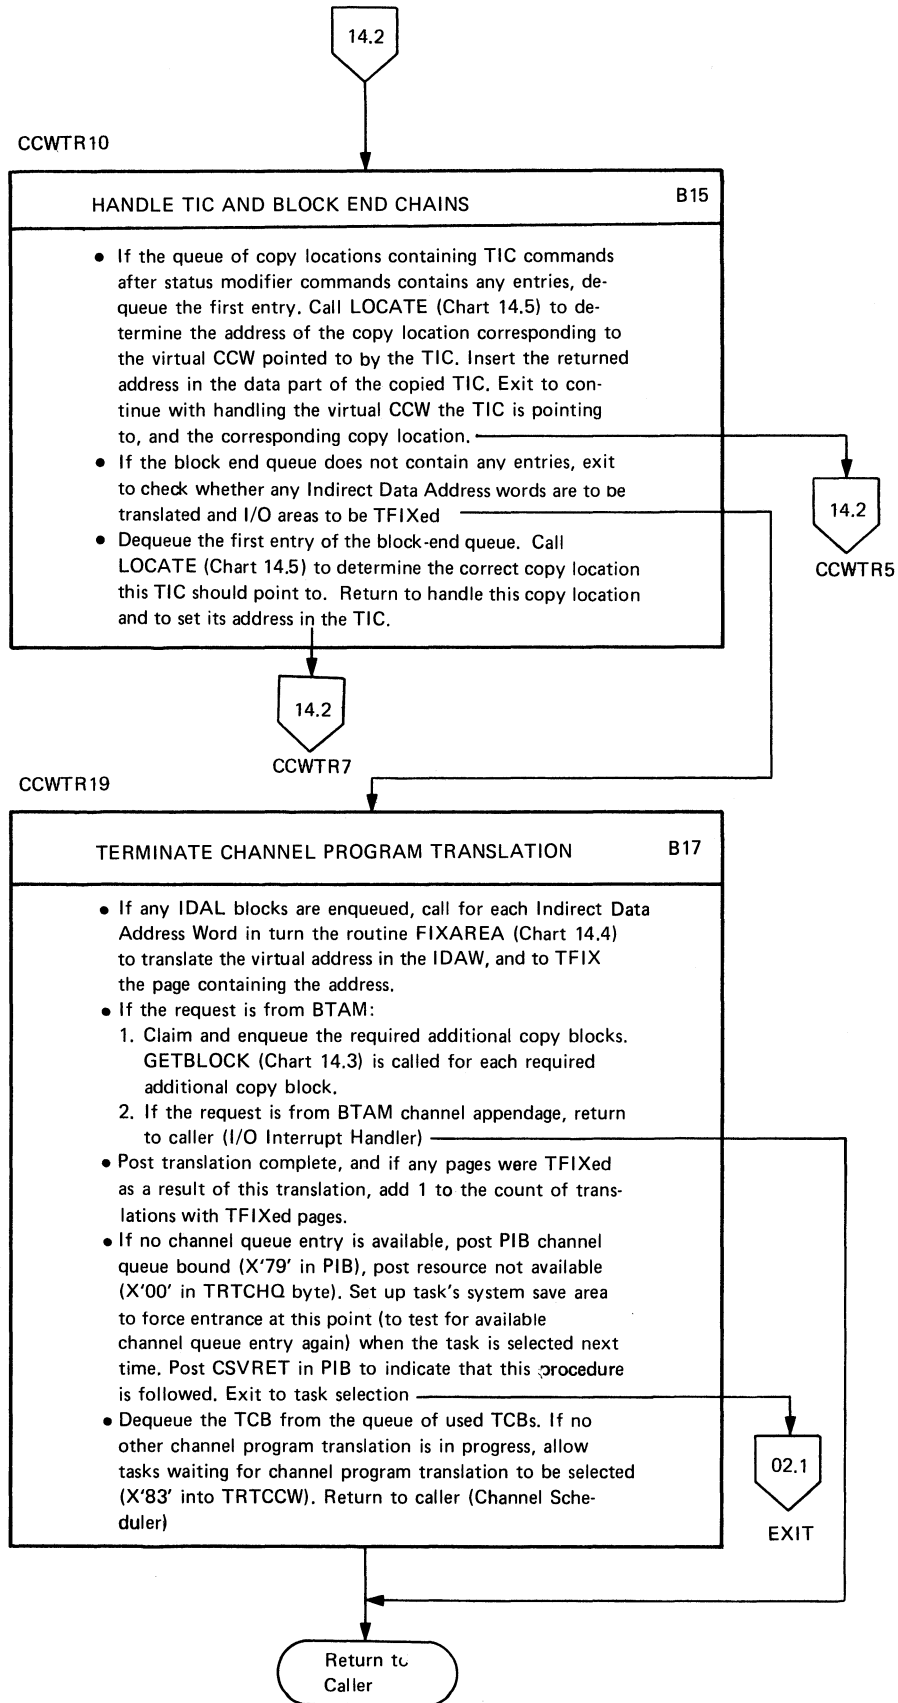 14.2
CCWTR10
HANDLE TIC AND BLOCK END CHAINS
B15
• If the queue of copy locations containing TIC commands
after status modifier commands contains any entries, de-
queue the first entry. Call LOCATE (Chart 14.5) to de-
termine the address of the copy location corresponding to
the virtual CCW pointed to by the TIC. Insert the returned
address in the data part of the copied TIC. Exit to con-
tinue with handling the virtual CCW the TIC is pointing
to, and the corresponding copy location.
• If the block end queue does not contain any entries, exit
to check whether any Indirect Data Address words are to be
translated and I/O areas to be TFIXed
14.2
CCWTR5
• Dequeue the first entry of the block-end queue. Call
LOCATE (Chart 14.5) to determine the correct copy location
this TIC should point to. Return to handle this copy location
and to set its address in the TIC.
14.2
CCWTR7
CCWTR19
TERMINATE CHANNEL PROGRAM TRANSLATION
B17
• If any IDAL blocks are enqueued, call for each Indirect Data
Address Word in turn the routine FIXAREA (Chart 14.4)
to translate the virtual address in the IDAW, and to TFIX
the page containing the address.
• If the request is from BTAM:
1. Claim and enqueue the required additional copy blocks.
GETBLOCK (Chart 14.3) is called for each required
additional copy block.
2. If the request is from BTAM channel appendage, return
to caller (I/O Interrupt Handler)
• Post translation complete, and if any pages were TFIXed
as a result of this translation, add 1 to the count of trans-
lations with TFIXed pages.
• If no channel queue entry is available, post PIB channel
queue bound (X'79' in PIB), post resource not available
(X'00' in TRTCHQ byte). Set up task's system save area
to force entrance at this point (to test for available
channel queue entry again) when the task is selected next
time. Post CSVRET in PIB to indicate that this procedure
is followed. Exit to task selection
• Dequeue the TCB from the queue of used TCBs. If no
other channel program translation is in progress, allow
tasks waiting for channel program translation to be selected
(X'83' into TRTCCW). Return to caller (Channel Sche-
duler)
02.1
EXIT
Return to
Caller